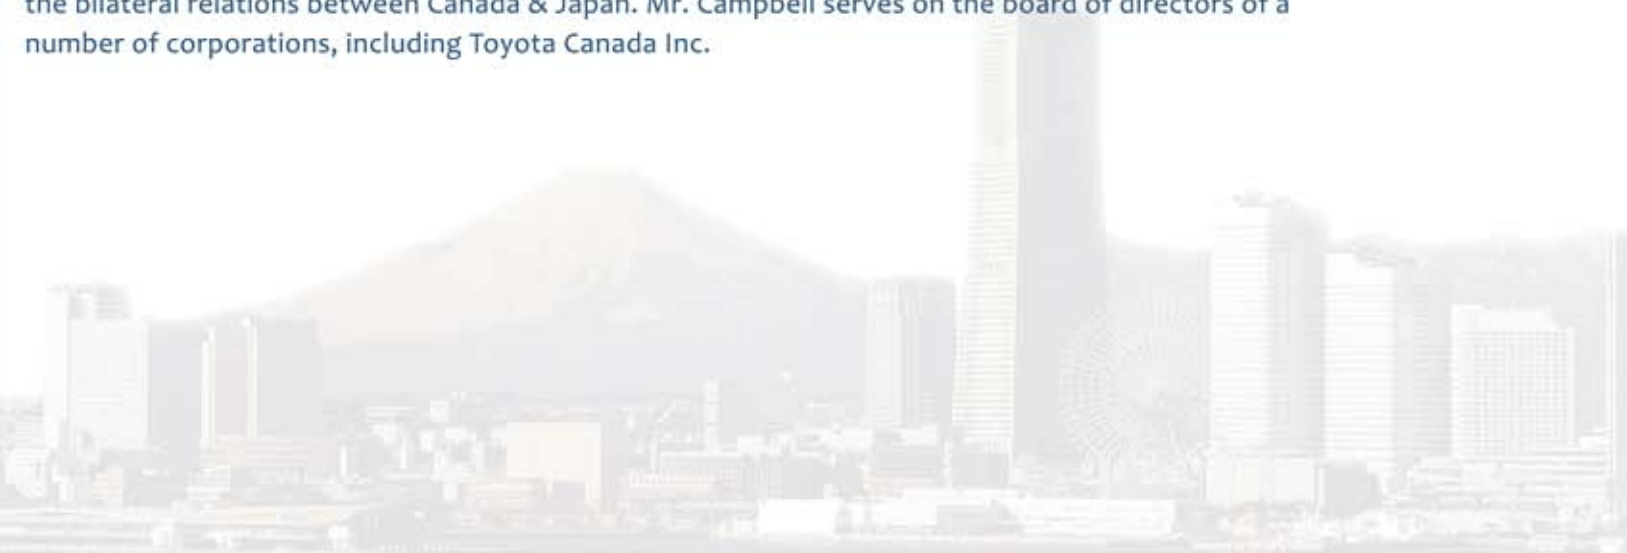 the bilateral relations between Canada & Japan. Mr. Campbell serves on the board of directors of a
number of corporations, including Toyota Canada Inc.